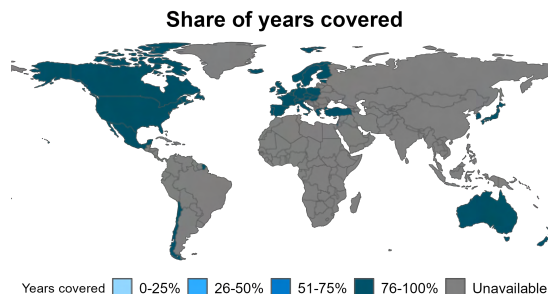 Share of years covered
Years covered 0-25% 26-50% 51-75% 76-100% Unavailable